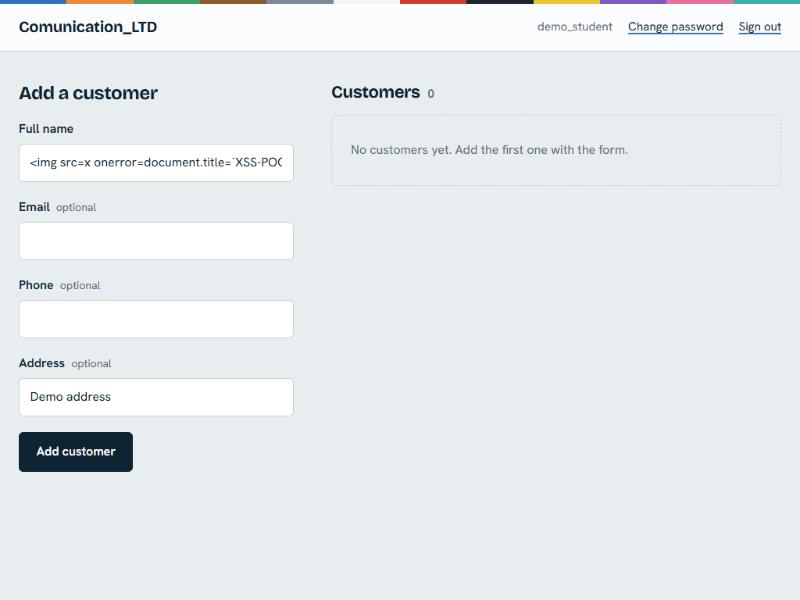 Comunication_LTD
demo_student Change password Sign out
Add a customer
Full name
<img src=x onerror=document.title=`XSS-POC
Email optional
Phone optional
Address optional
Demo address
Add customer
Customers 0
No customers yet. Add the first one with the form.